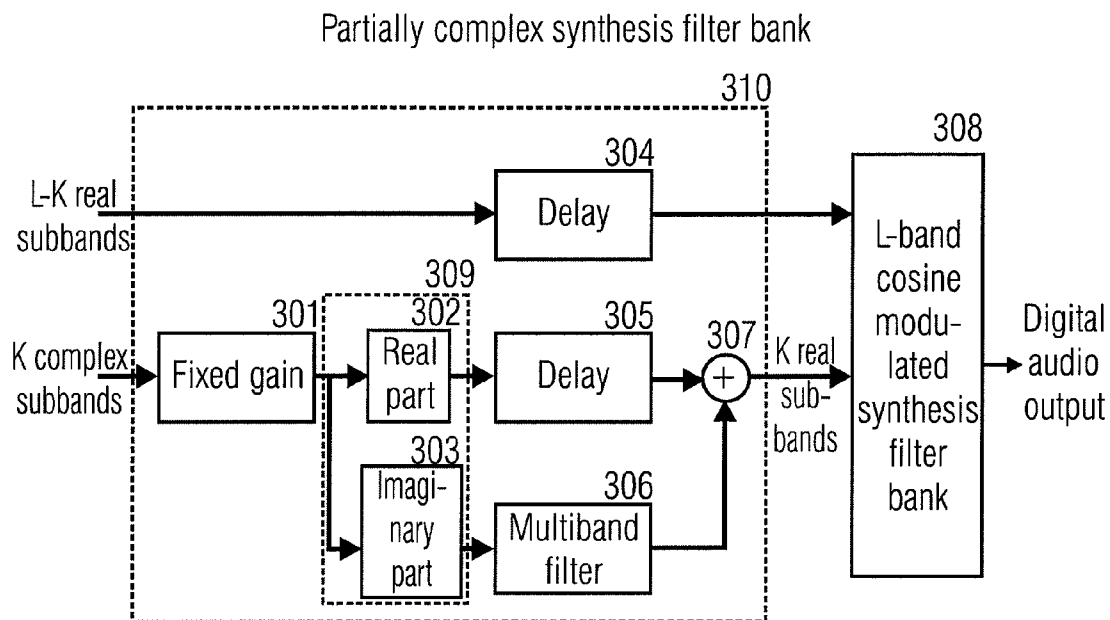 Partially complex synthesis filter bank
310
308
304
L-K real
subbands
Delay
309
301
302
305
307
K complex
subbands
Fixed gain
Real
part
Delay
+
K real
sub-
bands
303
306
Imagi-
nary
part
Multiband
filter
L-band
cosine
modu-
lated
synthesis
filter
bank
Digital
audio
output